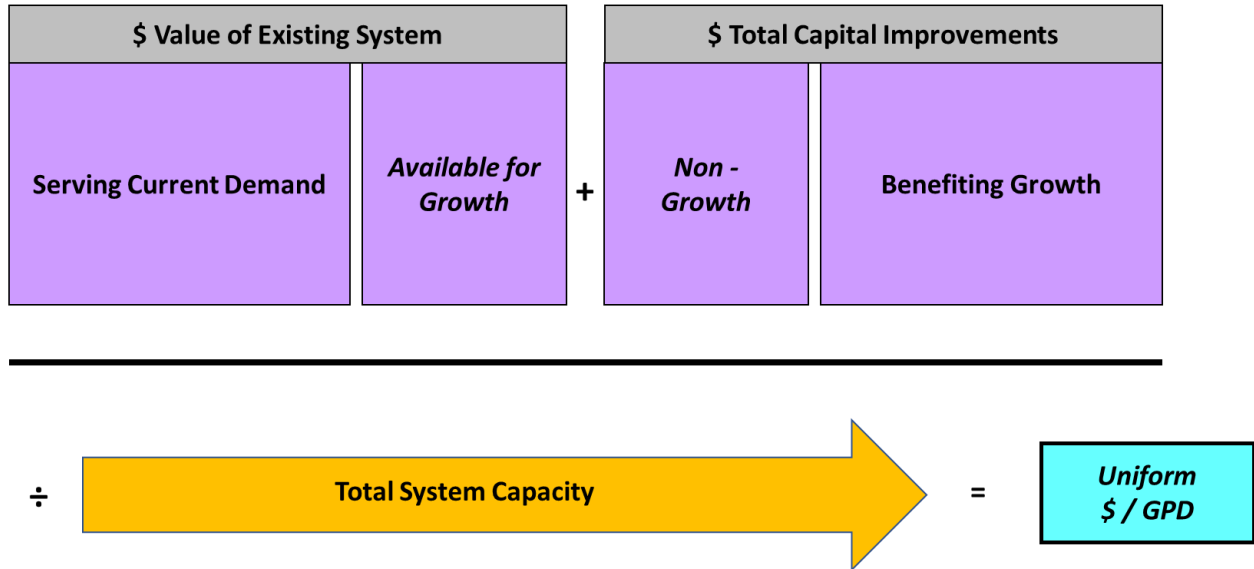 $ Value of Existing System
$ Total Capital Improvements
Serving Current Demand
Available for
Growth
+
Non -
Growth
Benefiting Growth
÷
Total System Capacity
=
Uniform
$ / GPD